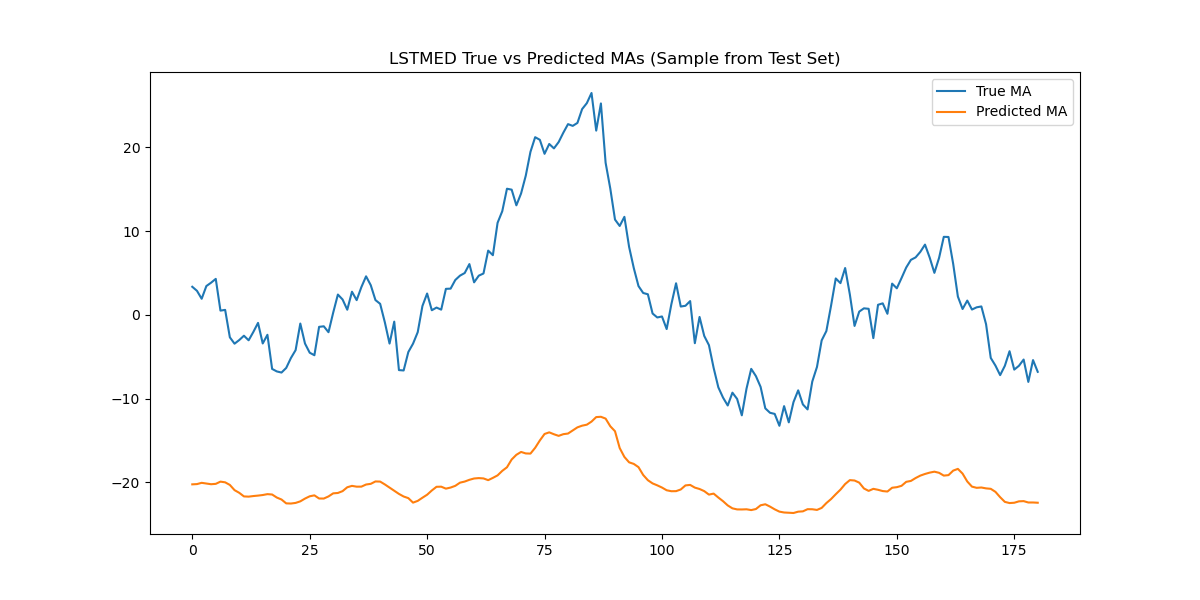 LSTMED True vs Predicted MAs (Sample from Test Set)
True MA
Predicted MA
20
10
0
−10
−20
0 25 50 75 100 125 150 175